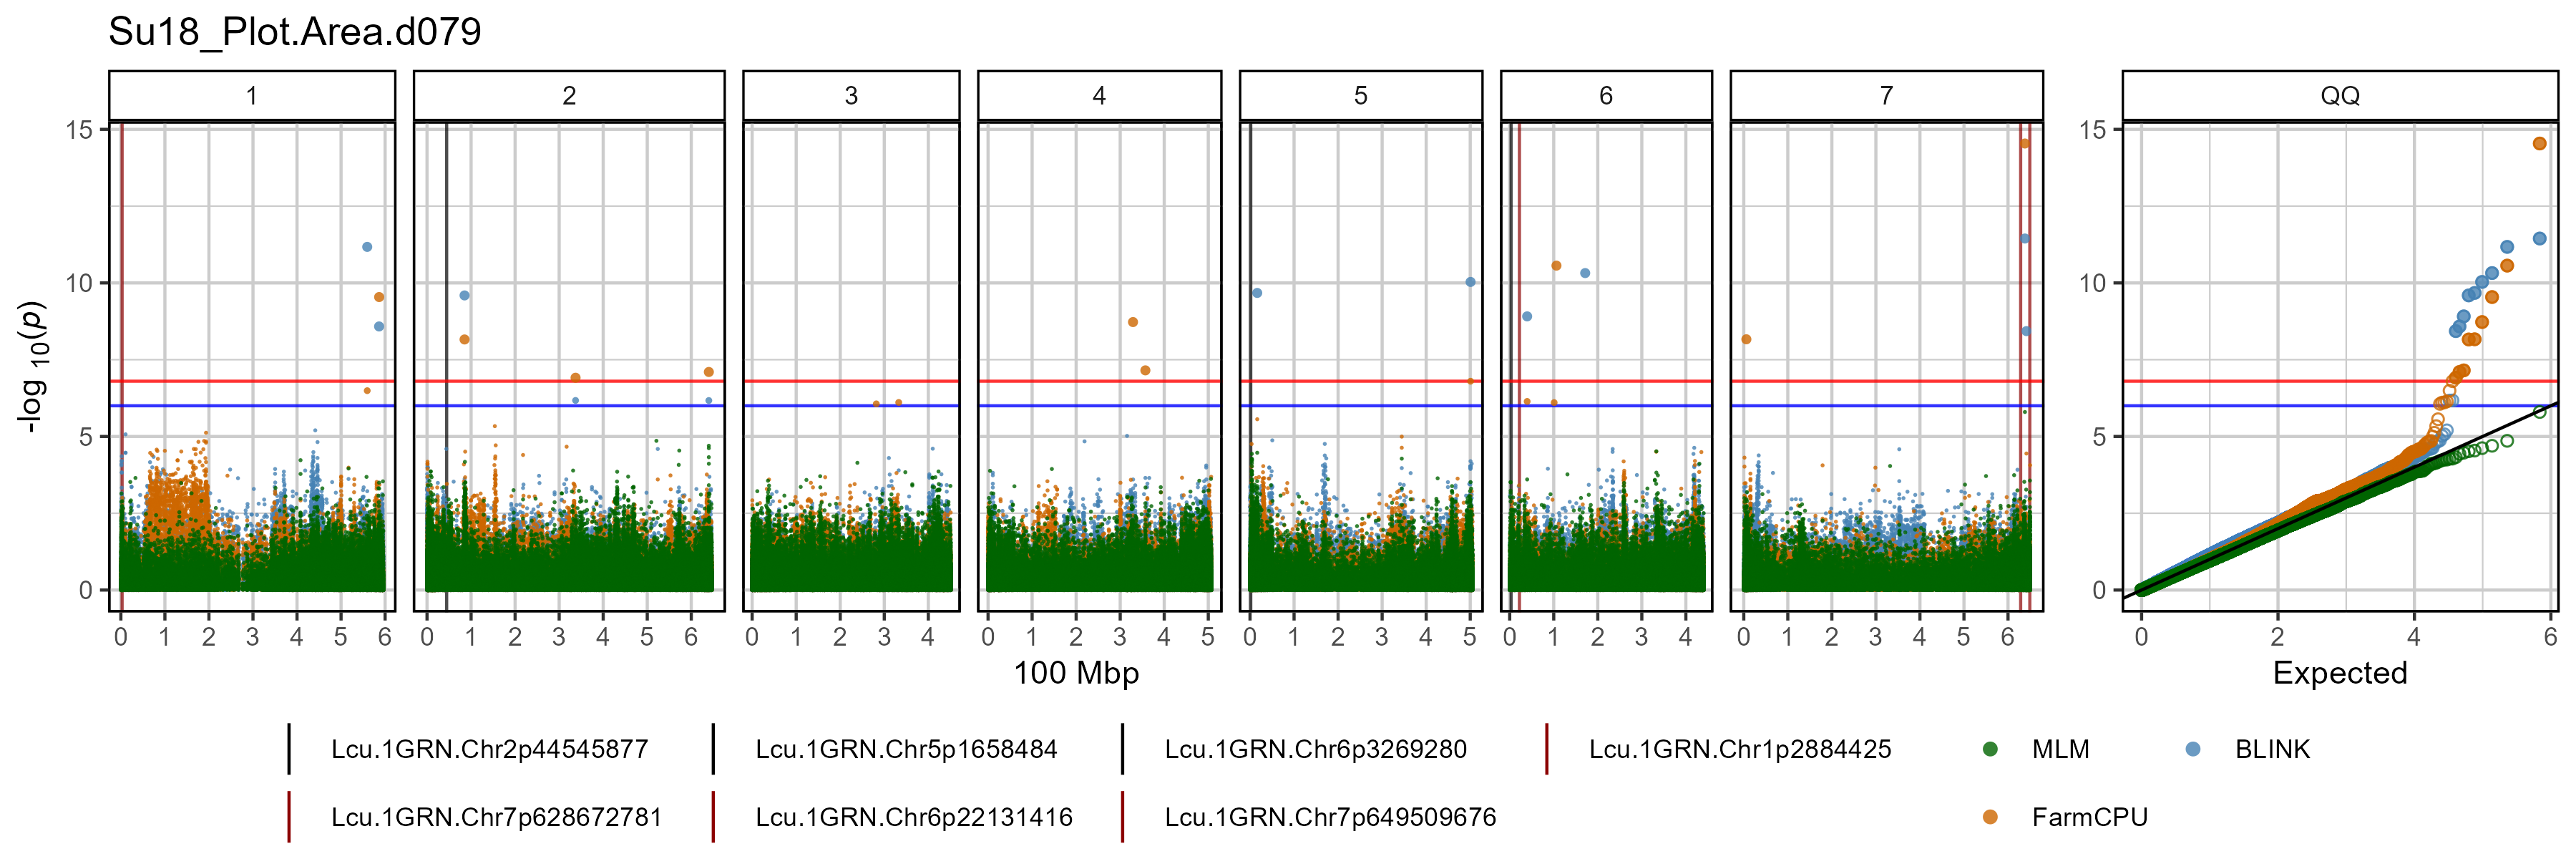 Su18_Plot.Area.d079
1 2 3 4 5 6 7 QQ
15 15
10 10
5 5
0 0
-log 10(p)
0 1 2 3 4 5 6 0 1 2 3 4 5 6 0 1 2 3 4 0 1 2 3 4 5 0 1 2 3 4 5 0 1 2 3 4 0 1 2 3 4 5 6 0 2 4 6
100 Mbp Expected
Lcu.1GRN.Chr2p44545877 Lcu.1GRN.Chr5p1658484 Lcu.1GRN.Chr6p3269280 Lcu.1GRN.Chr1p2884425 MLM BLINK
Lcu.1GRN.Chr7p628672781 Lcu.1GRN.Chr6p22131416 Lcu.1GRN.Chr7p649509676 FarmCPU